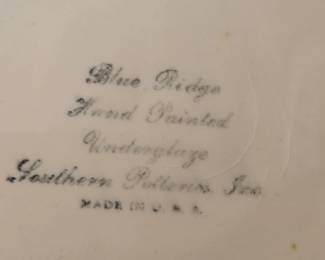 Blue Ridge
Hand Painted
Underglaze
Southern Potteries Inc.
MADE IN U.S.A.